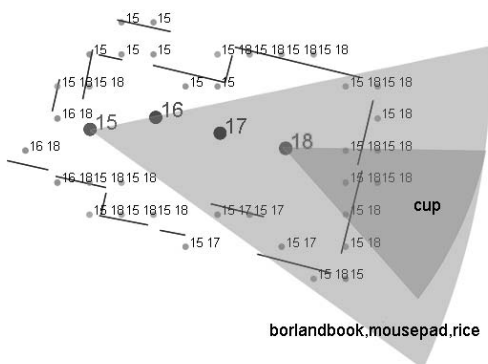 15 15
15 15 15 15 18 15 18 15 18 15 18
15 18 15 18 15 15 15 18 15 18
16 18 15 16 15 18
17
16 18 18 15 18 15 18
16 18 15 18 15 18 15 18 15 18
cup
15 18 15 18 15 18 15 17 15 17 15 18 15 18
15 17 15 17 15 18
15 18 15
borlandbook,mousepad,rice